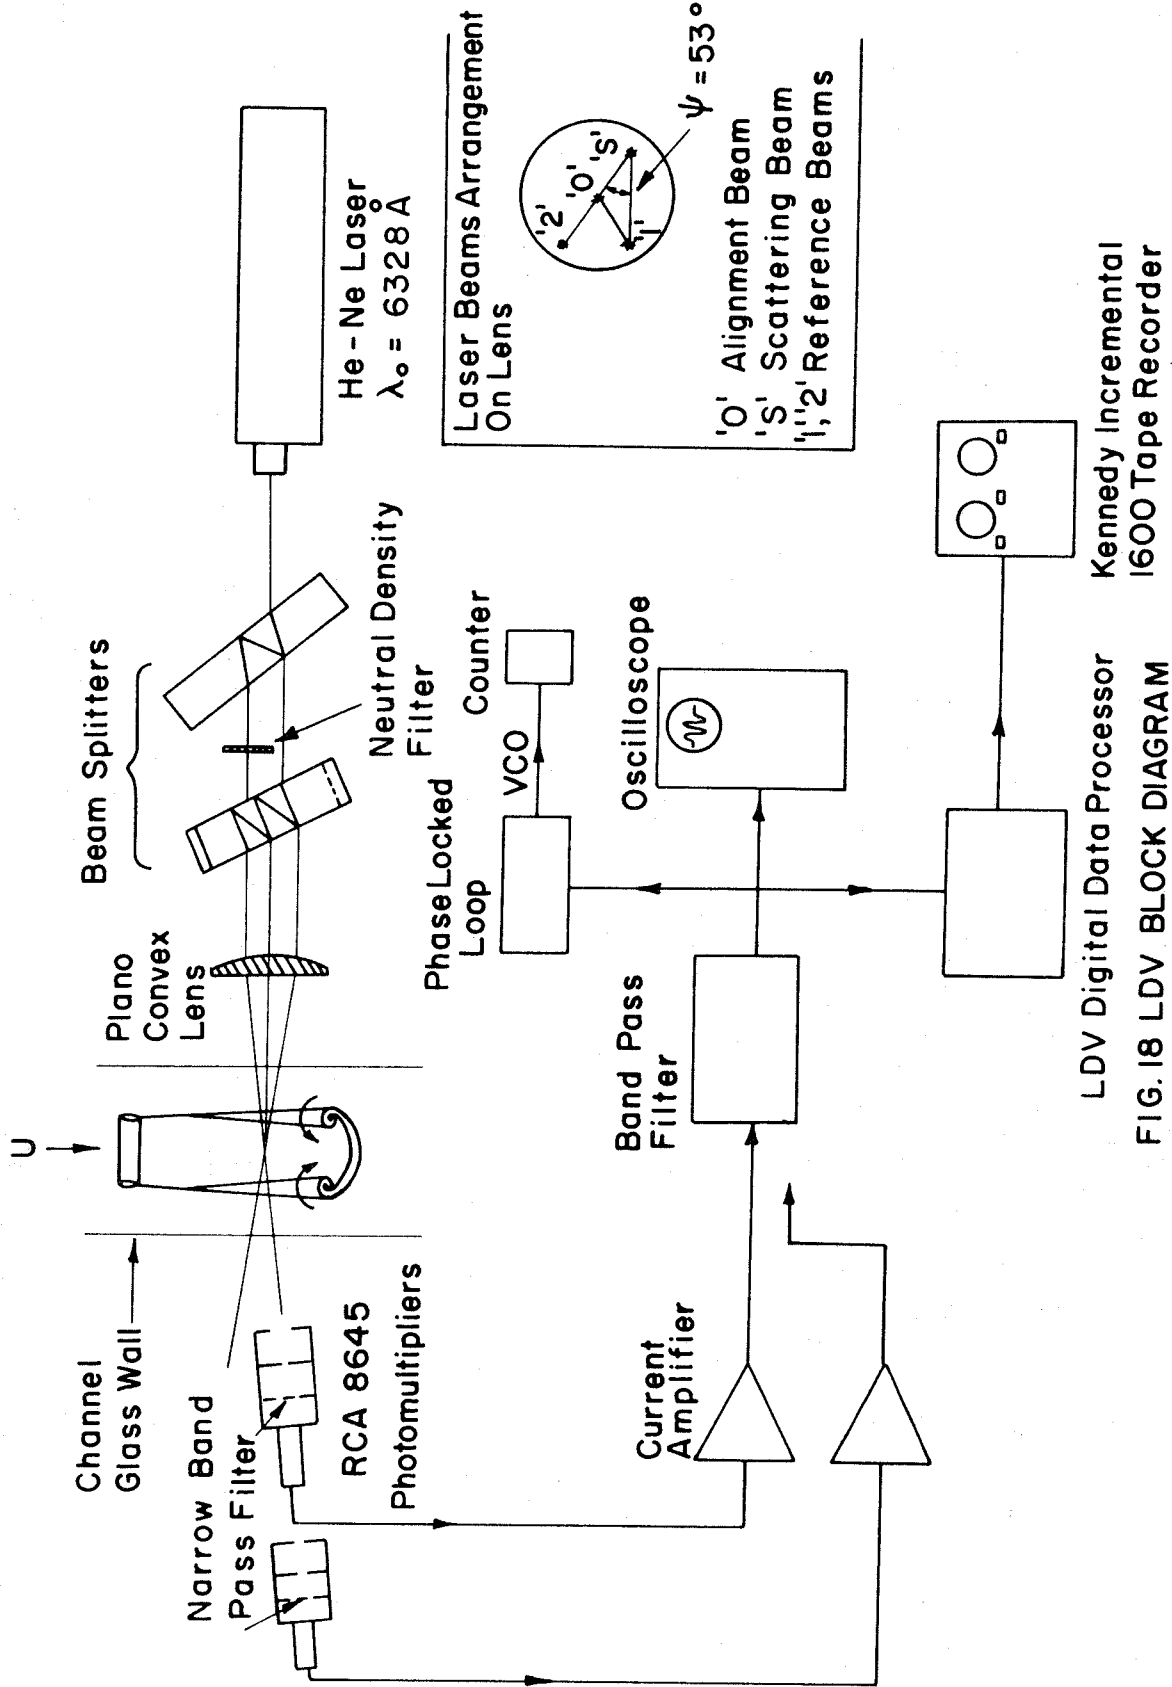 U
Channel
Glass Wall
Plano
Convex
Lens
Beam Splitters
Neutral Density
Filter
He-Ne Laser
λo = 6328 Å
Narrow Band
Pass Filter
RCA 8645
Photomultipliers
Laser Beams Arrangement
On Lens
'2'
'O'
'S'
'1'
ψ = 53°
'O' Alignment Beam
'S' Scattering Beam
'1,''2' Reference Beams
Phase Locked
Loop
VCO
Counter
Current
Amplifier
Band Pass
Filter
Oscilloscope
LDV Digital Data Processor
Kennedy Incremental
1600 Tape Recorder
FIG. 18 LDV BLOCK DIAGRAM